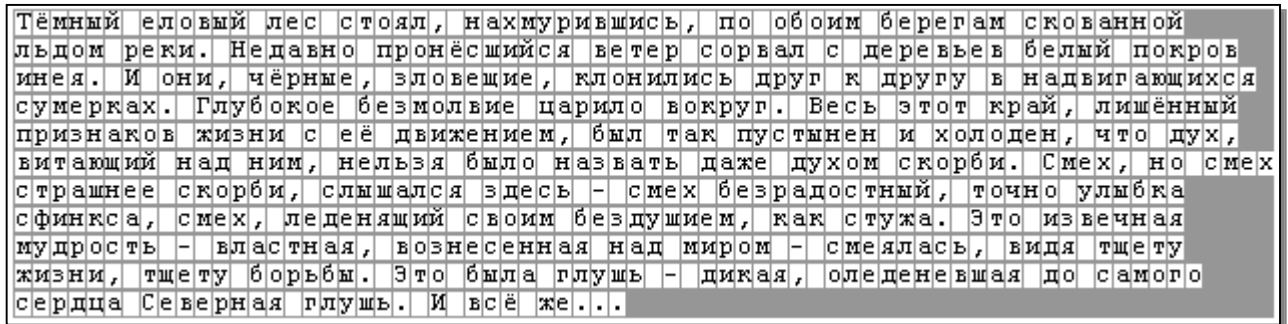 Тёмный еловый лес стоял, нахмурившись, по обоим берегам скованной
льдом реки. Недавно пронёсшийся ветер сорвал с деревьев белый покров
инея. И они, чёрные, зловещие, клонились друг к другу в надвигающихся
сумерках. Глубокое безмолвие царило вокруг. Весь этот край, лишённый
признаков жизни с её движением, был так пустынен и холоден, что дух,
витающий над ним, нельзя было назвать даже духом скорби. Смех, но смех
страшнее скорби, слышался здесь - смех безрадостный, точно улыбка
сфинкса, смех, леденящий своим бездушием, как стужа. Это извечная
мудрость - властная, вознесенная над миром - смеялась, видя тщету
жизни, тщету борьбы. Это была глушь - дикая, оледеневшая до самого
сердца Северная глушь. И всё же...